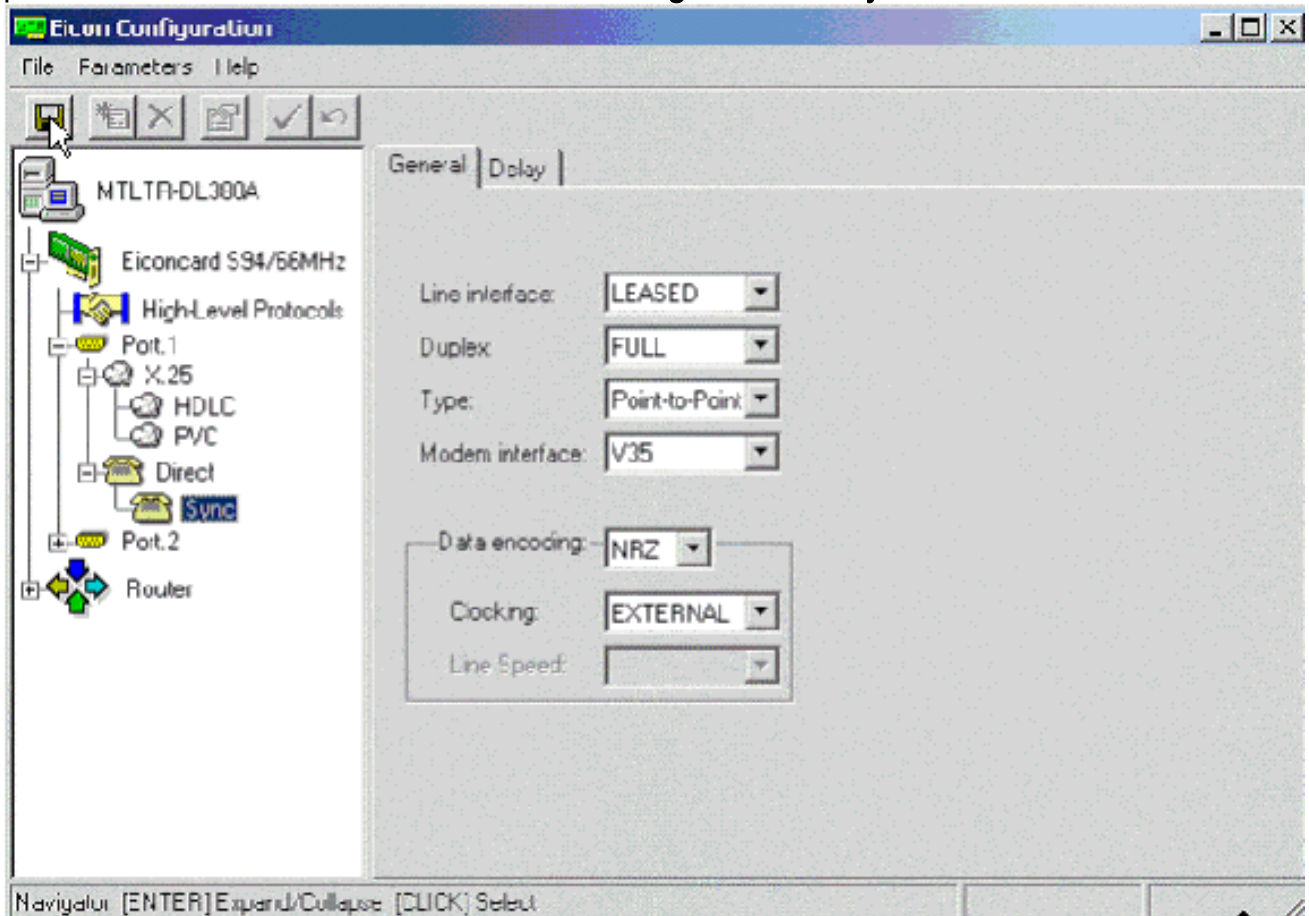 Eicon Configuration
File Parameters Help
MTLTR-DL380A
Eiconcard S94/66MHz
High-Level Protocols
Port.1
X.25
HDLC
PVC
Direct
Sync
Port.2
Router
General Delay
Line interface: LEASED
Duplex: FULL
Type: Point-to-Point
Modem interface: V35
Data encoding: NRZ
Clocking: EXTERNAL
Line Speed:
Navigator [ENTER] Expand/Collapse [CLICK] Select